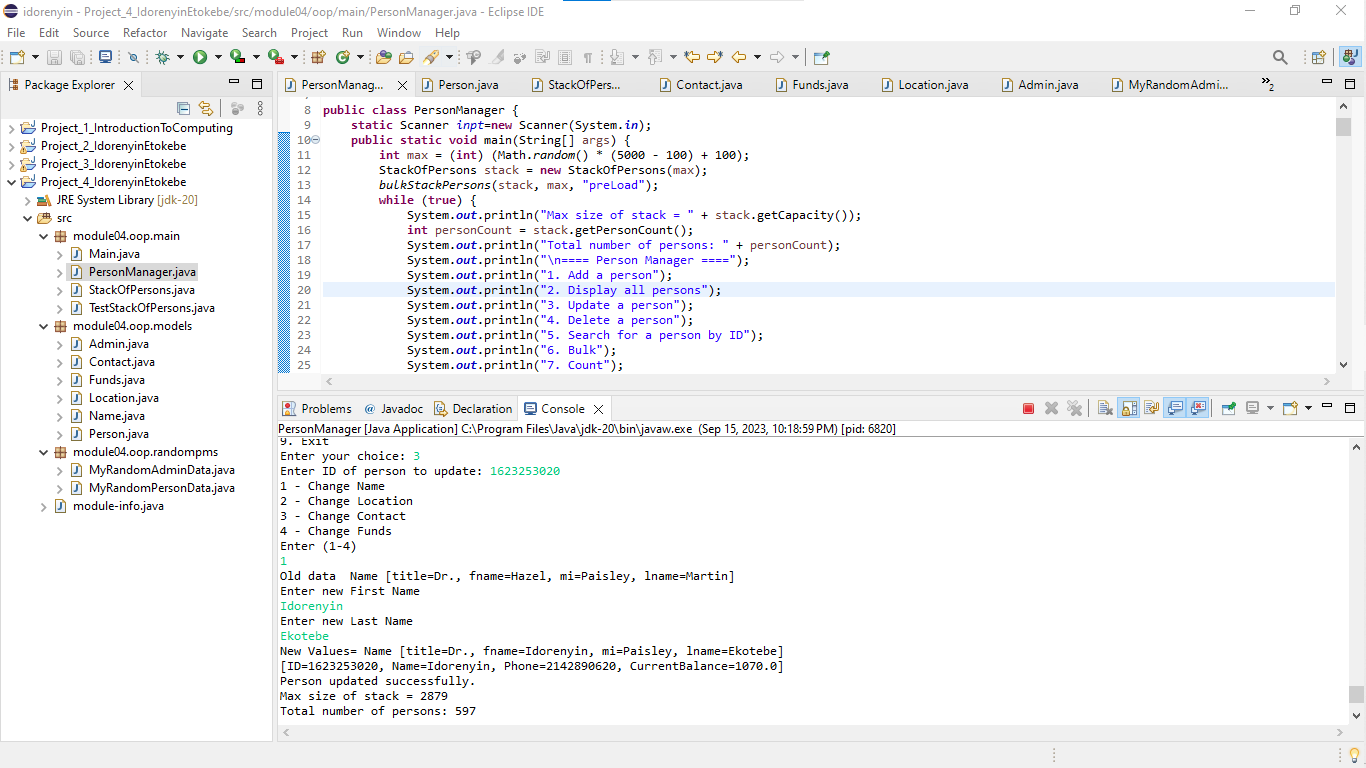 idorenyin - Project_4_IdorenyinEtokebe/src/module04/oop/main/PersonManager.java - Eclipse IDE
File Edit Source Refactor Navigate Search Project Run Window Help
Package Explorer
Project_1_IntroductionToComputing
Project_2_IdorenyinEtokebe
Project_3_IdorenyinEtokebe
Project_4_IdorenyinEtokebe
JRE System Library [jdk-20]
src
module04.oop.main
Main.java
PersonManager.java
StackOfPersons.java
TestStackOfPersons.java
module04.oop.models
Admin.java
Contact.java
Funds.java
Location.java
Name.java
Person.java
module04.oop.randompms
MyRandomAdminData.java
MyRandomPersonData.java
module-info.java
PersonManag... Person.java StackOfPers... Contact.java Funds.java Location.java Admin.java MyRandomAdmi... »2
8 public class PersonManager {
9 static Scanner inpt=new Scanner(System.in);
10 public static void main(String[] args) {
11 int max = (int) (Math.random() * (5000 - 100) + 100);
12 StackOfPersons stack = new StackOfPersons(max);
13 bulkStackPersons(stack, max, "preLoad");
14 while (true) {
15 System.out.println("Max size of stack = " + stack.getCapacity());
16 int personCount = stack.getPersonCount();
17 System.out.println("Total number of persons: " + personCount);
18 System.out.println("\n==== Person Manager ====");
19 System.out.println("1. Add a person");
20 System.out.println("2. Display all persons");
21 System.out.println("3. Update a person");
22 System.out.println("4. Delete a person");
23 System.out.println("5. Search for a person by ID");
24 System.out.println("6. Bulk");
25 System.out.println("7. Count");
Problems @ Javadoc Declaration Console
PersonManager [Java Application] C:\Program Files\Java\jdk-20\bin\javaw.exe (Sep 15, 2023, 10:18:59 PM) [pid: 6820]
9. Exit
Enter your choice: 3
Enter ID of person to update: 1623253020
1 - Change Name
2 - Change Location
3 - Change Contact
4 - Change Funds
Enter (1-4)
1
Old data  Name [title=Dr., fname=Hazel, mi=Paisley, lname=Martin]
Enter new First Name
Idorenyin
Enter new Last Name
Ekotebe
New Values= Name [title=Dr., fname=Idorenyin, mi=Paisley, lname=Ekotebe]
[ID=1623253020, Name=Idorenyin, Phone=2142890620, CurrentBalance=1070.0]
Person updated successfully.
Max size of stack = 2879
Total number of persons: 597